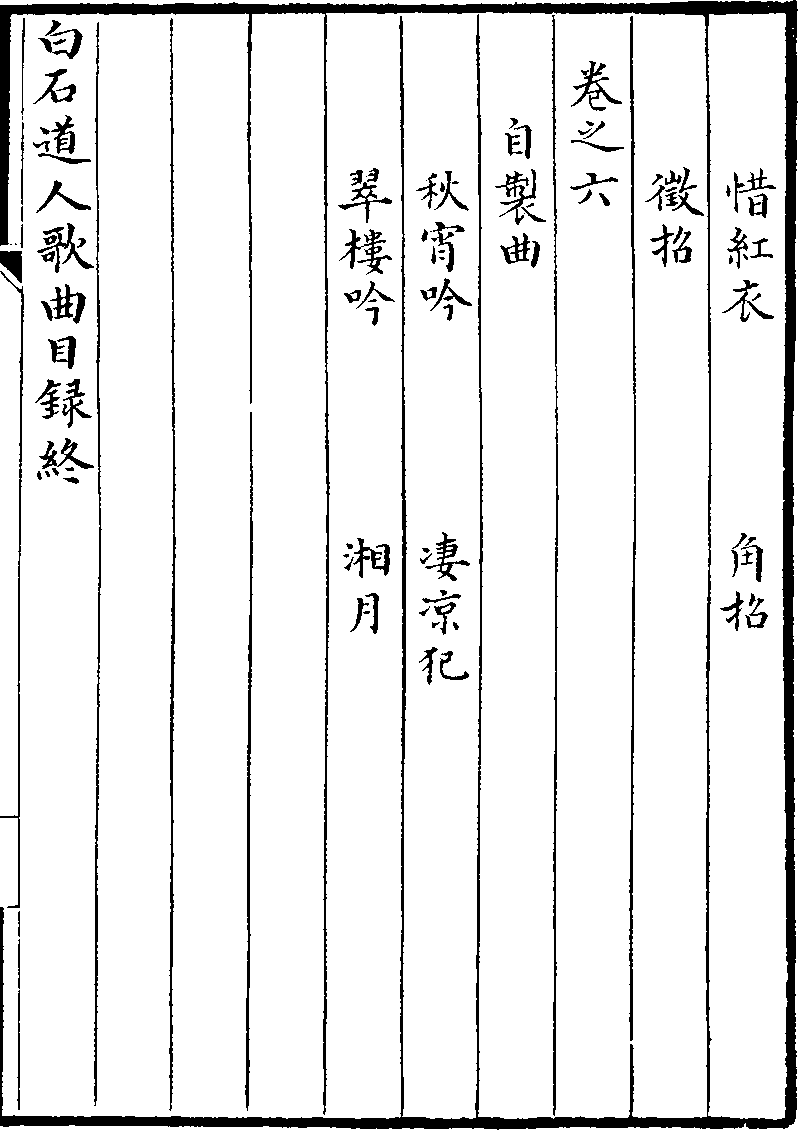 惜紅衣　角招
徵招
卷之六
自製曲
秋宵吟　淒凉犯
翠樓吟　湘月
白石道人歌曲目録終